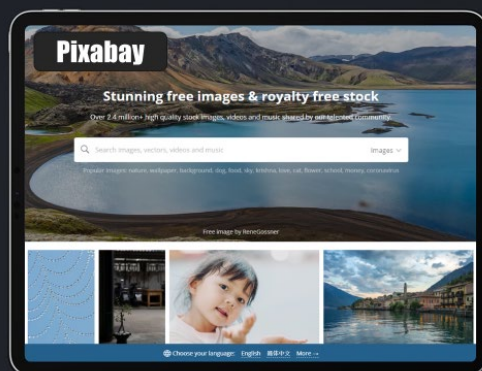 Pixabay
Stunning free images & royalty free stock
Over 2.4 million+ high quality stock images, videos and music shared by our talented community.
Search images, vectors, videos and music
Images
Popular images: nature, wallpaper, background, dog, food, sky, krishna, love, cat, flower, school, money, coronavirus
Free image by ReneGossner
Choose your language: English 简体中文 More →